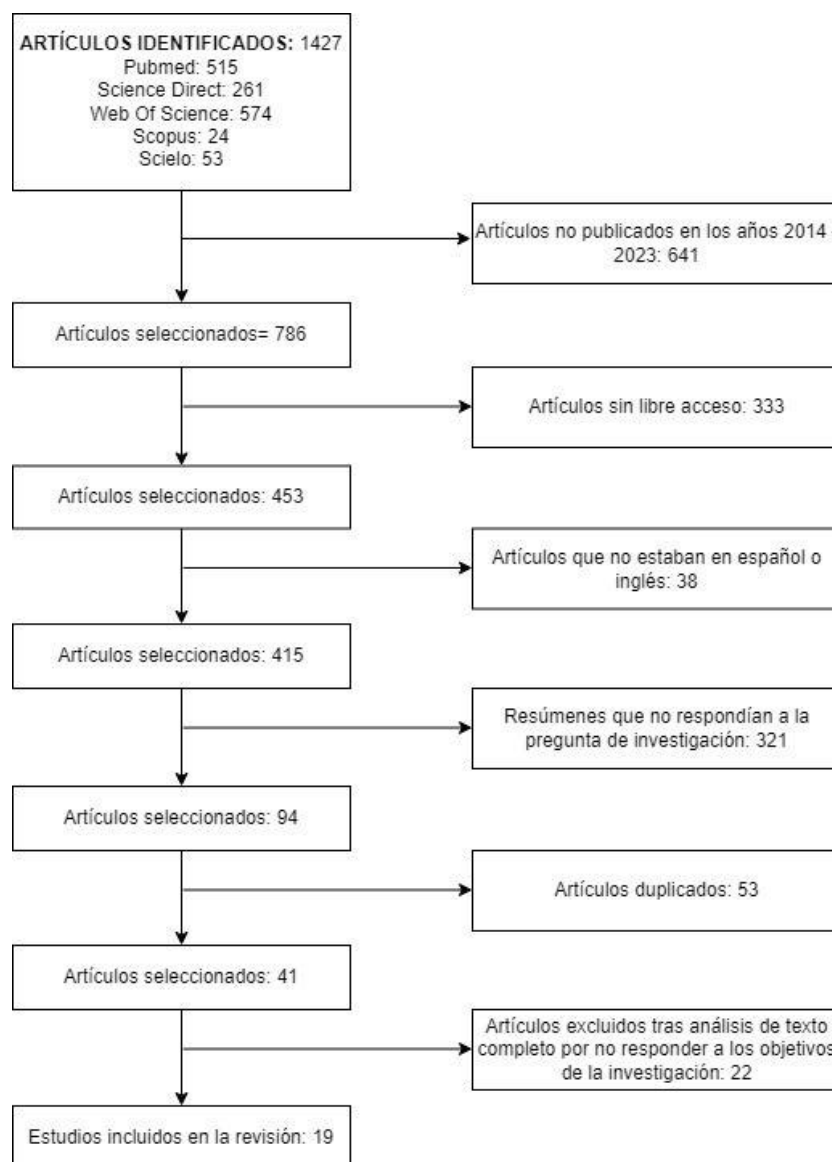 ARTÍCULOS IDENTIFICADOS: 1427
Pubmed: 515
Science Direct: 261
Web Of Science: 574
Scopus: 24
Scielo: 53
Artículos no publicados en los años 2014
2023: 641
Artículos seleccionados= 786
Artículos sin libre acceso: 333
Artículos seleccionados: 453
Artículos que no estaban en español o
inglés: 38
Artículos seleccionados: 415
Resúmenes que no respondían a la
pregunta de investigación: 321
Artículos seleccionados: 94
Artículos duplicados: 53
Artículos seleccionados: 41
Artículos excluidos tras análisis de texto
completo por no responder a los objetivos
de la investigación: 22
Estudios incluidos en la revisión: 19